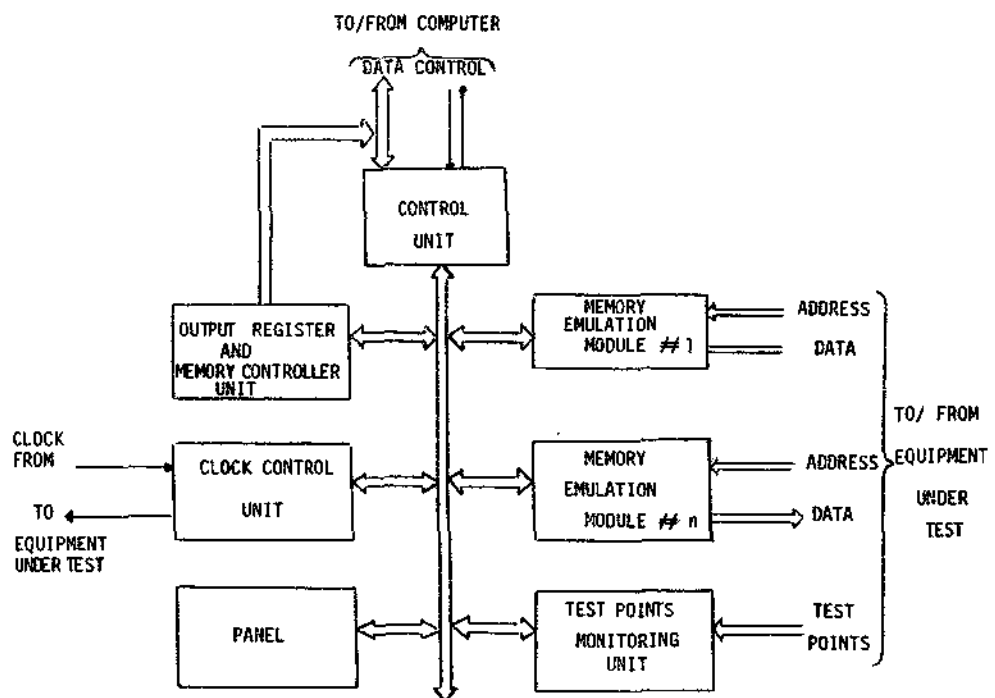 TO/FROM COMPUTER
DATA CONTROL
CONTROL
UNIT
OUTPUT REGISTER
AND
MEMORY CONTROLLER
UNIT
MEMORY
EMULATION
MODULE # 1
ADDRESS
DATA
CLOCK
FROM
TO
EQUIPMENT
UNDER TEST
CLOCK CONTROL
UNIT
MEMORY
EMULATION
MODULE # n
ADDRESS
DATA
TO/ FROM
EQUIPMENT
UNDER
TEST
PANEL
TEST POINTS
MONITORING
UNIT
TEST
POINTS